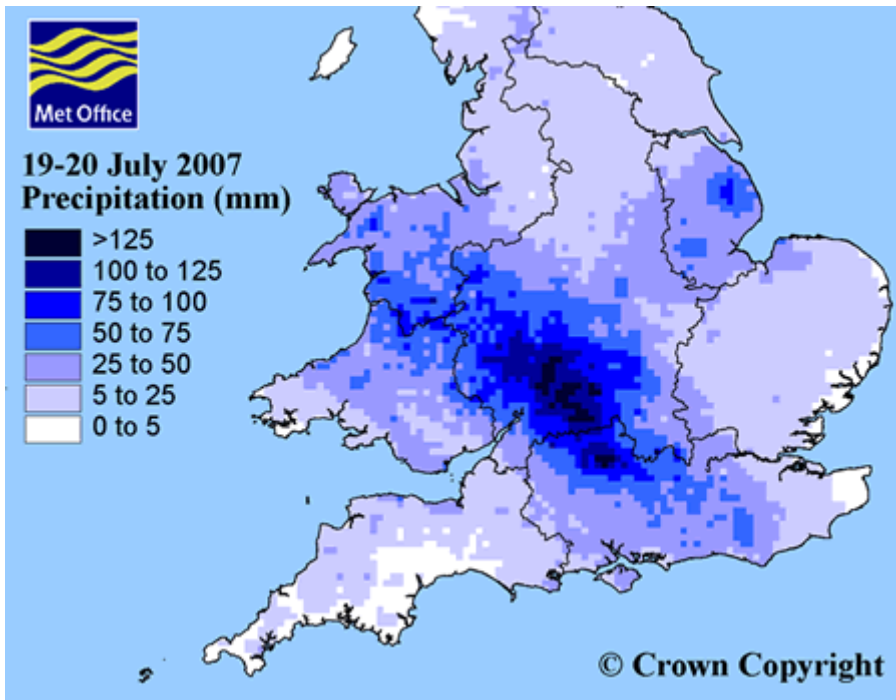 Met Office
19-20 July 2007
Precipitation (mm)
>125
100 to 125
75 to 100
50 to 75
25 to 50
5 to 25
0 to 5
© Crown Copyright